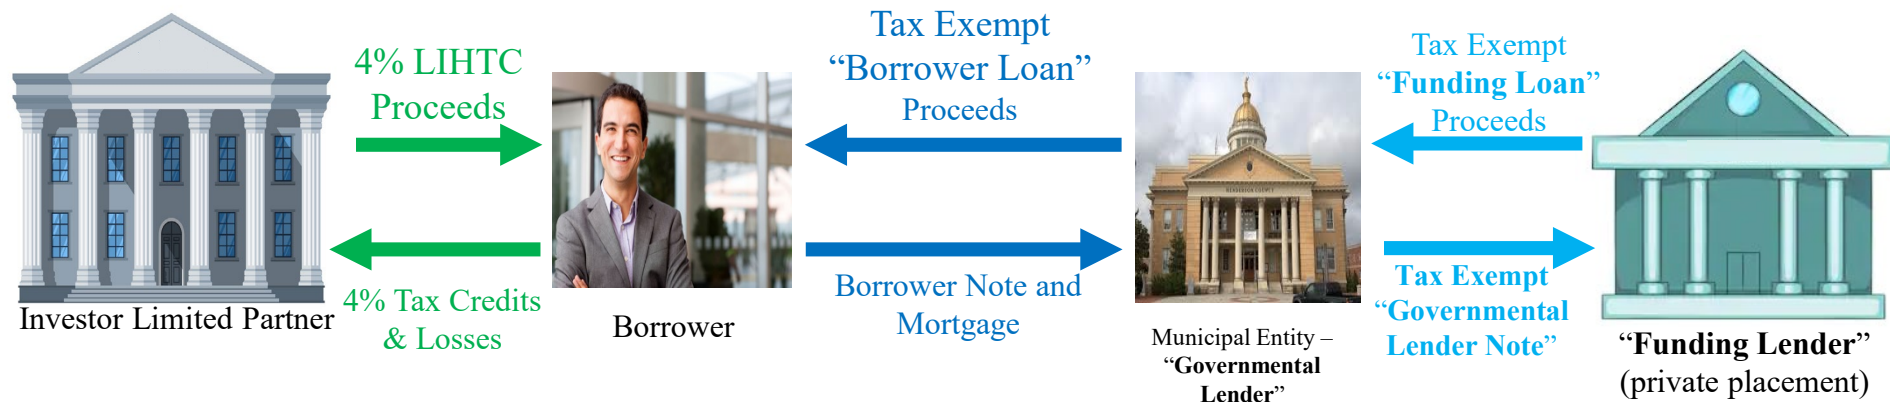 4% LIHTC
Proceeds
4% Tax Credits
& Losses
Investor Limited Partner
Borrower
Tax Exempt
“Borrower Loan”
Proceeds
Borrower Note and
Mortgage
HENDERSON COUNTY
Municipal Entity –
“Governmental
Lender”
Tax Exempt
“Funding Loan”
Proceeds
Tax Exempt
“Governmental
Lender Note”
“Funding Lender”
(private placement)